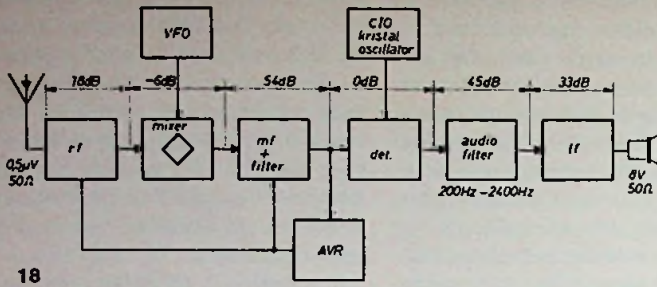 VFO
CIO
kristal
oscillator
18dB
-6dB
54dB
0dB
45dB
33dB
rf
mixer
mf
+
filter
det.
audio
filter
lf
0,5µV
50Ω
200Hz-2400Hz
8V
50Ω
AVR
18